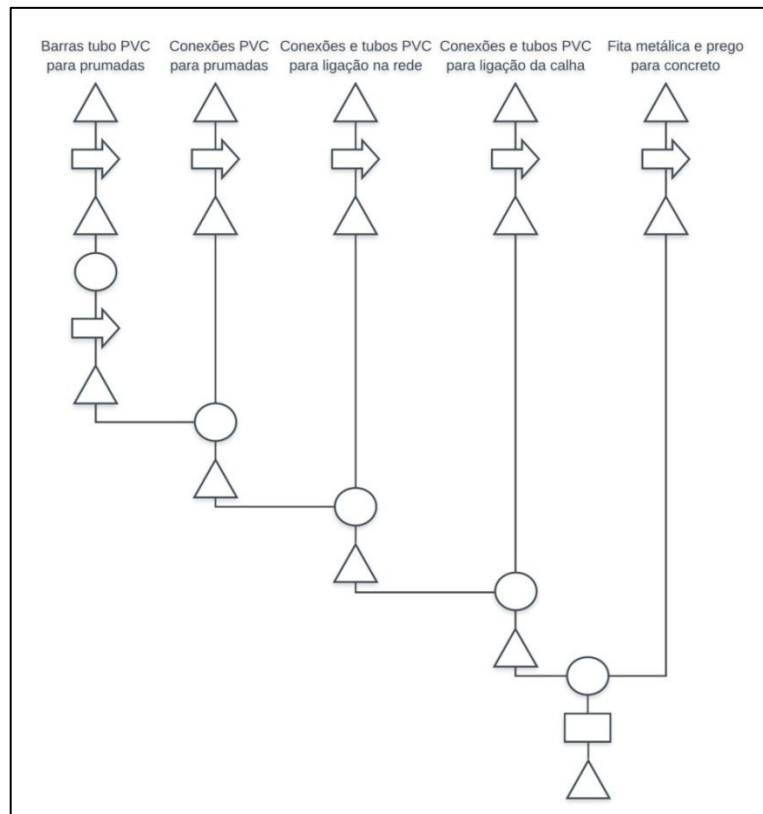 Barras tubo PVC
para prumadas
Conexões PVC
para prumadas
Conexões e tubos PVC
para ligação na rede
Conexões e tubos PVC
para ligação da calha
Fita metálica e prego
para concreto